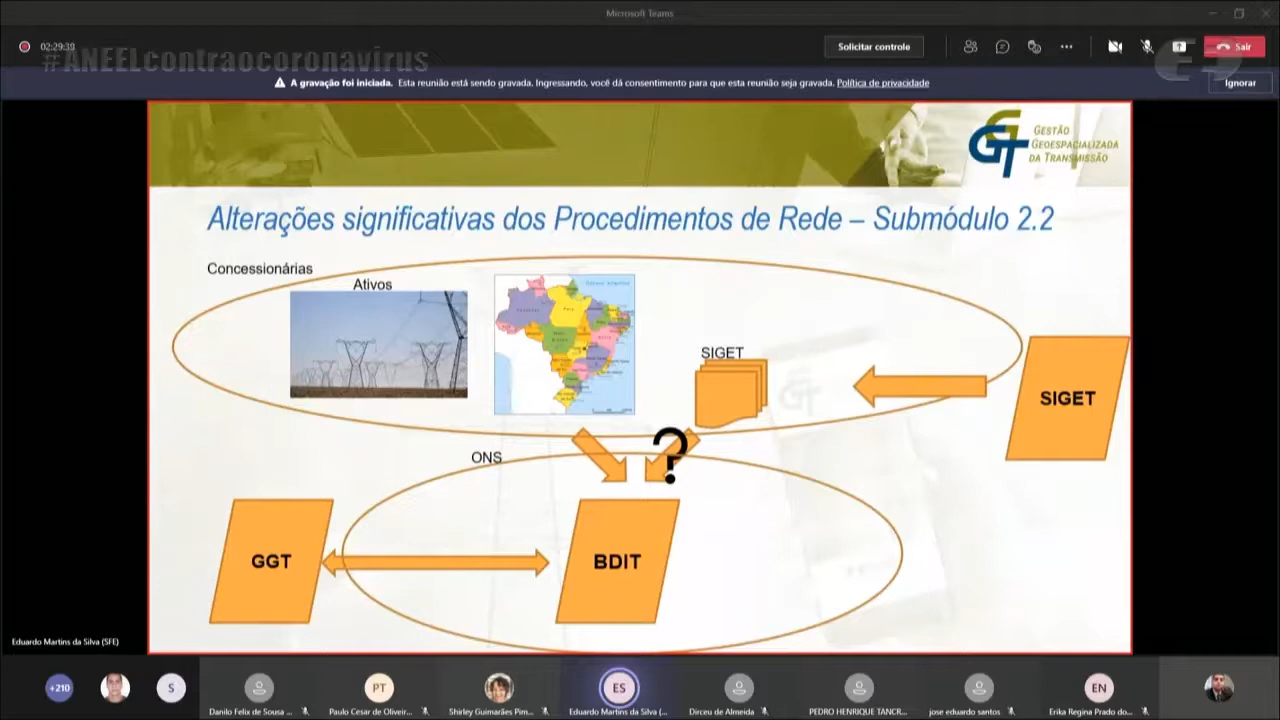 Microsoft Teams
02:29:39
#ANEELcontraocoronavirus
Solicitar controle
Sair
A gravação foi iniciada. Esta reunião está sendo gravada. Ingressando, você dá consentimento para que esta reunião seja gravada. Política de privacidade
Ignorar
GGT
GESTÃO
GEOESPACIALIZADA
DA TRANSMISSÃO
Alterações significativas dos Procedimentos de Rede – Submódulo 2.2
Concessionárias
Ativos
SIGET
SIGET
?
ONS
GGT
BDIT
Eduardo Martins da Silva (SFE)
+210
S
PT
ES
EN
Danilo Felix de Sousa ...
Paulo Cesar de Oliveir...
Shirley Guimarães Pim...
Eduardo Martins da Silva (...
Dirceu de Almeida
PEDRO HENRIQUE TANCR...
jose eduardo santos
Erika Regina Prado do...